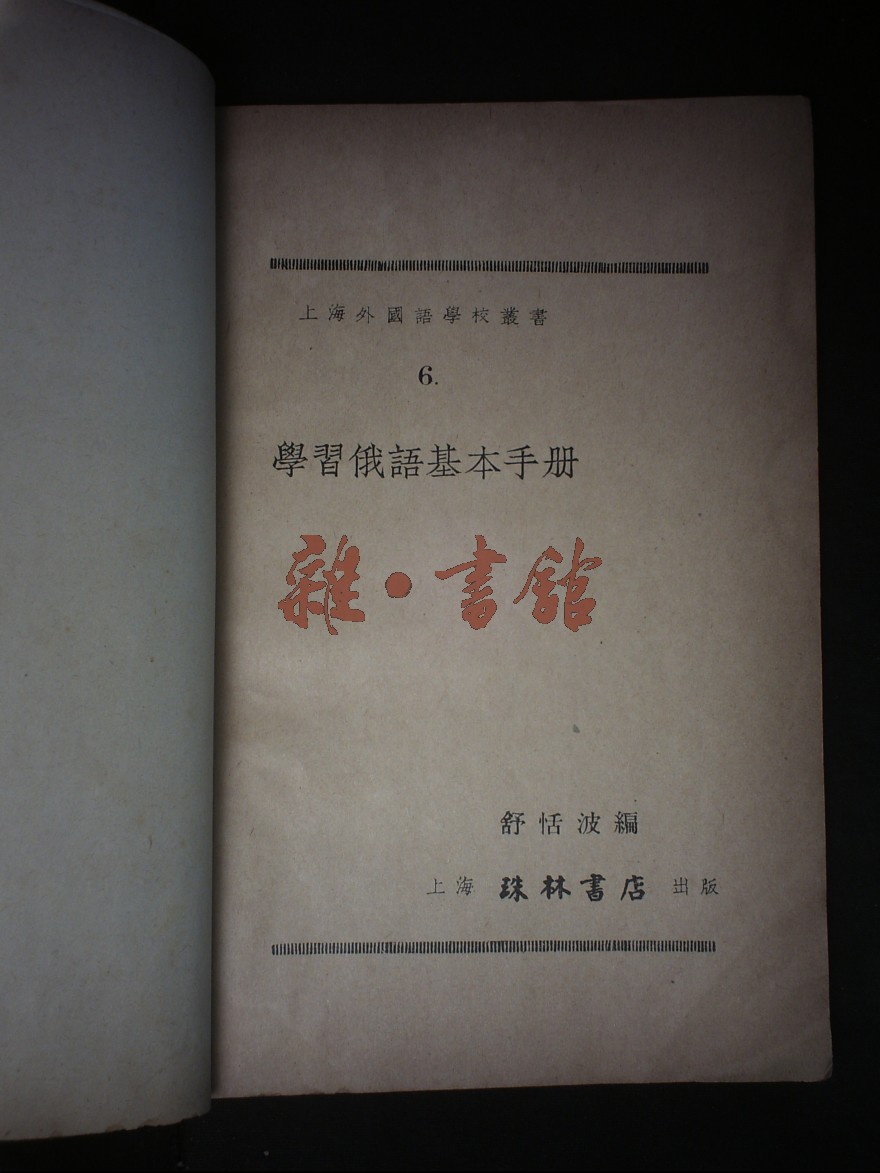 上海外國語學校叢書
6.
學習俄語基本手册
雜·書館
舒恬波編
上海 珠林書店 出版